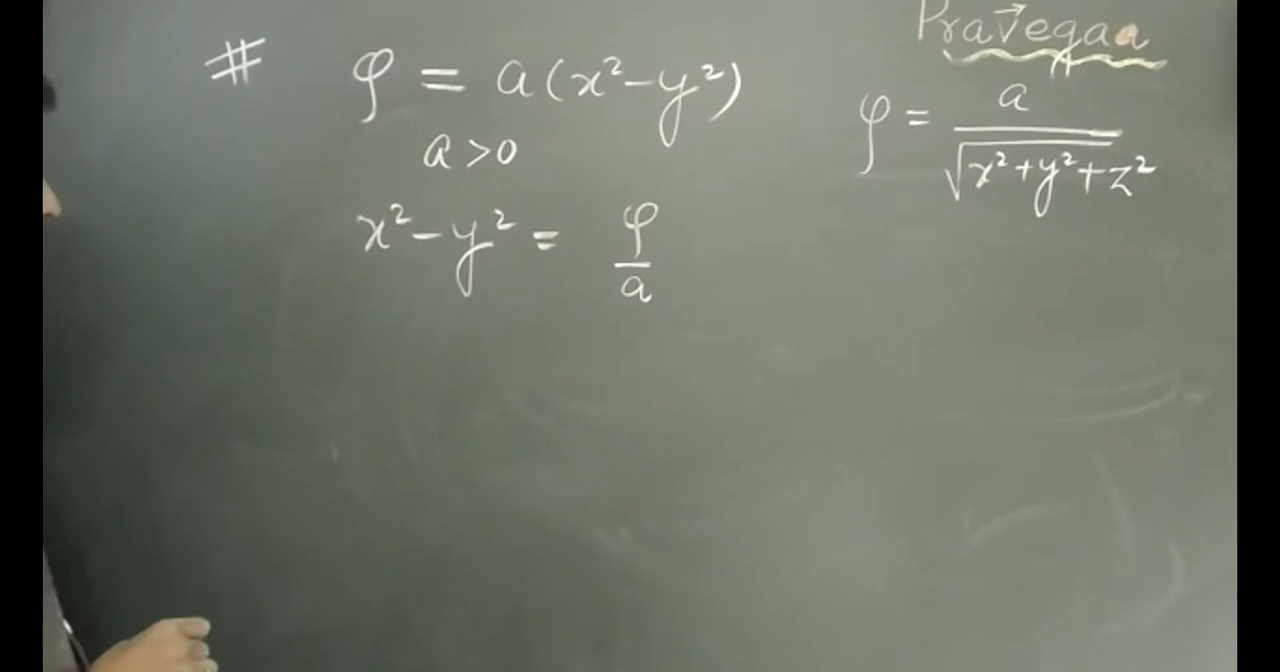 Pravegaa
# φ = a(x²-y²)
a>0
x²-y² = φ/a
φ = a/√x²+y²+z²